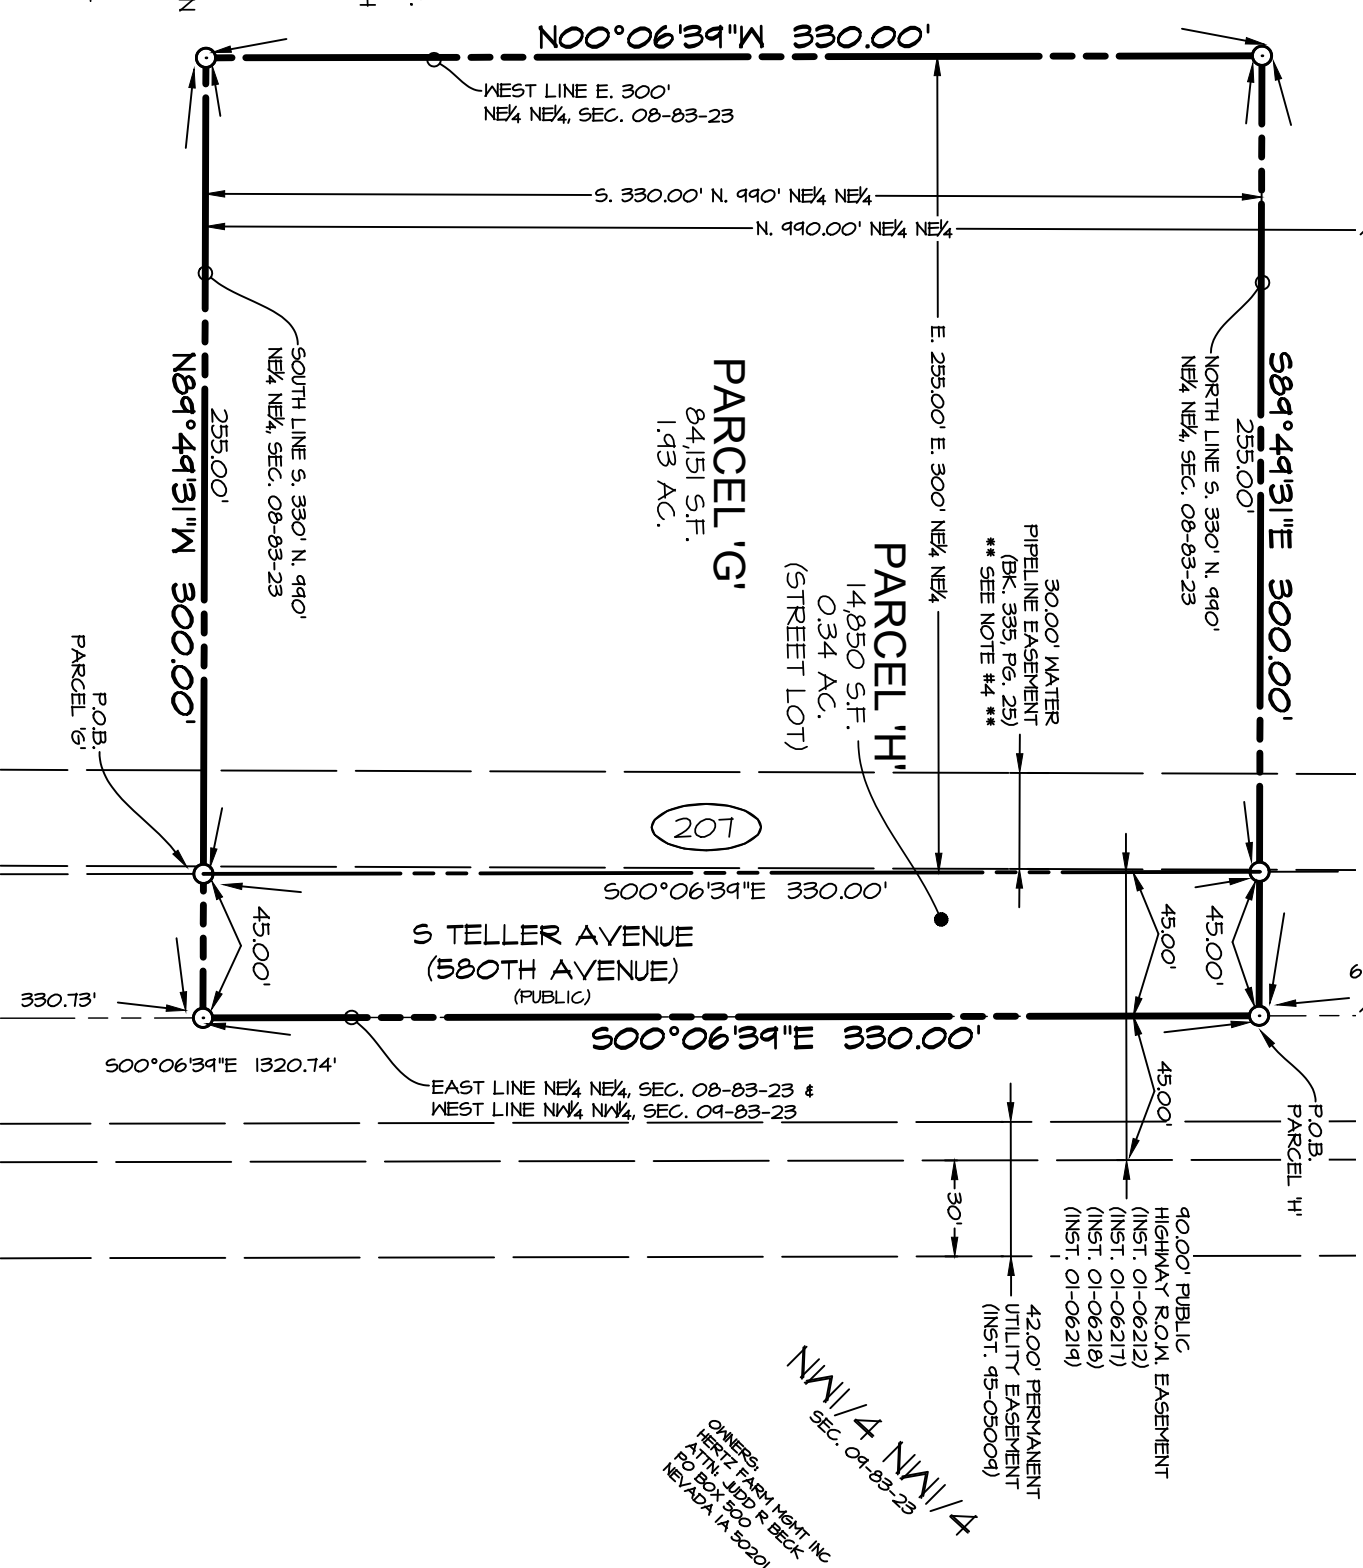 N00°06'39"W 330.00'
WEST LINE E. 300'
NE¼ NE¼, SEC. 08-83-23
S. 330.00' N. 990' NE¼ NE¼
N. 990.00' NE¼ NE¼
E. 255.00' E. 300' NE¼ NE¼
S89°49'31"E 300.00'
255.00'
NORTH LINE S. 330' N. 990'
NE¼ NE¼, SEC. 08-83-23
SOUTH LINE S. 330' N. 990'
NE¼ NE¼, SEC. 08-83-23
255.00'
N89°49'31"W 300.00'
PARCEL 'G'
84,151 S.F.
1.93 AC.
PARCEL 'H'
14,850 S.F.
0.34 AC.
(STREET LOT)
30.00' WATER
PIPELINE EASEMENT
(BK. 335, PG. 25)
** SEE NOTE #4 **
P.O.B.
PARCEL 'G'
207
S00°06'39"E 330.00'
45.00'
45.00'
45.00'
S TELLER AVENUE
(580TH AVENUE)
(PUBLIC)
330.73'
6
S00°06'39"E 330.00'
S00°06'39"E 1320.74'
EAST LINE NE¼ NE¼, SEC. 08-83-23 &
WEST LINE NW¼ NW¼, SEC. 09-83-23
45.00'
P.O.B.
PARCEL 'H'
30'
90.00' PUBLIC
HIGHWAY R.O.W. EASEMENT
(INST. 01-06212)
(INST. 01-06217)
(INST. 01-06218)
(INST. 01-06219)
42.00' PERMANENT
UTILITY EASEMENT
(INST. 95-05009)
NW1/4 NW1/4
SEC. 09-83-23
OWNERS,
HERTZ FARM MGMT INC
ATTN: JUDD R BECK
PO BOX 500
NEVADA IA 50201